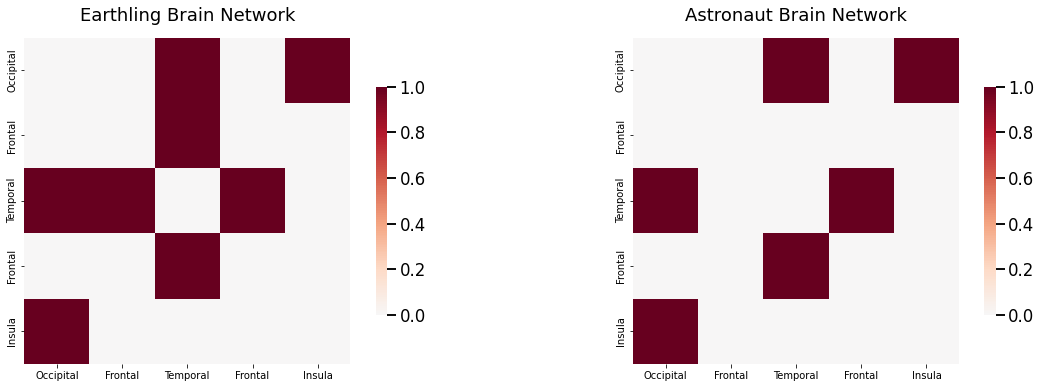 Earthling Brain Network
Astronaut Brain Network
Occipital
Frontal
Temporal
Frontal
Insula
Occipital Frontal Temporal Frontal Insula
1.0
0.8
0.6
0.4
0.2
0.0
Occipital
Frontal
Temporal
Frontal
Insula
Occipital Frontal Temporal Frontal Insula
1.0
0.8
0.6
0.4
0.2
0.0